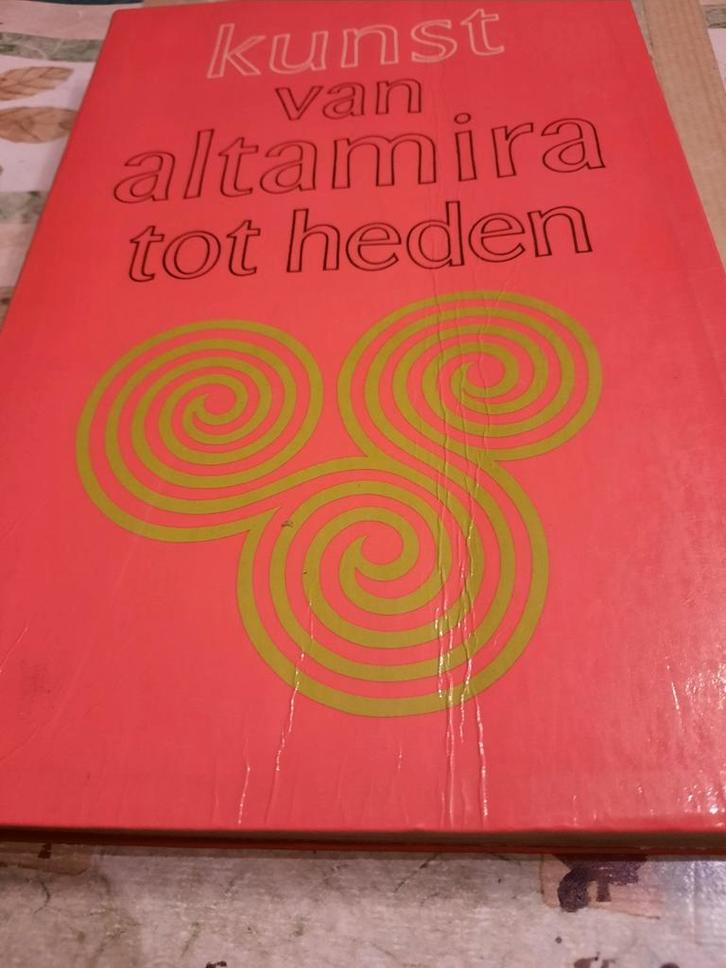 kunst
van
altamira
tot heden